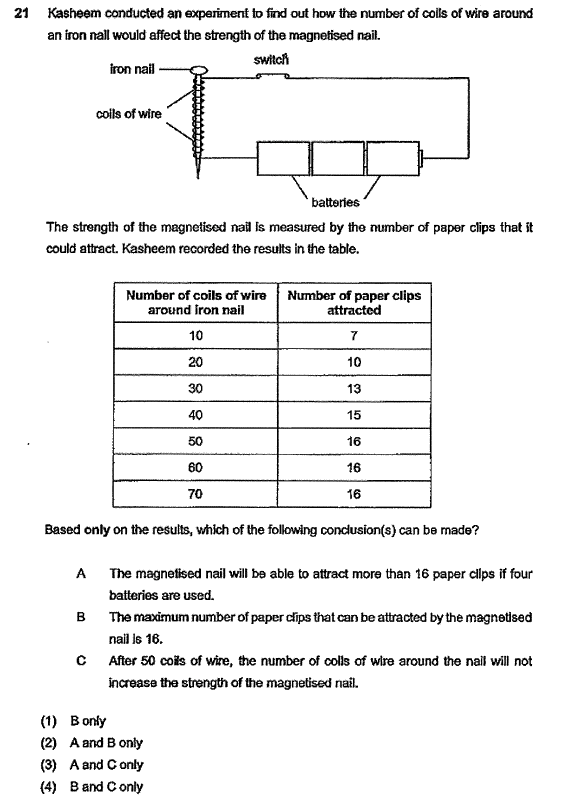 21 Kasheem conducted an experiment to find out how the number of coils of wire around
an iron nail would affect the strength of the magnetised nail.
switch
iron nail
coils of wire
batteries
The strength of the magnetised nail is measured by the number of paper clips that it
could attract. Kasheem recorded the results in the table.
Number of coils of wire around iron nail | Number of paper clips attracted
10 7
20 10
30 13
40 15
50 16
60 16
70 16
Based only on the results, which of the following conclusion(s) can be made?
A The magnetised nail will be able to attract more than 16 paper clips if four
batteries are used.
B The maximum number of paper clips that can be attracted by the magnetised
nail is 16.
C After 50 coils of wire, the number of coils of wire around the nail will not
increase the strength of the magnetised nail.
(1) B only
(2) A and B only
(3) A and C only
(4) B and C only